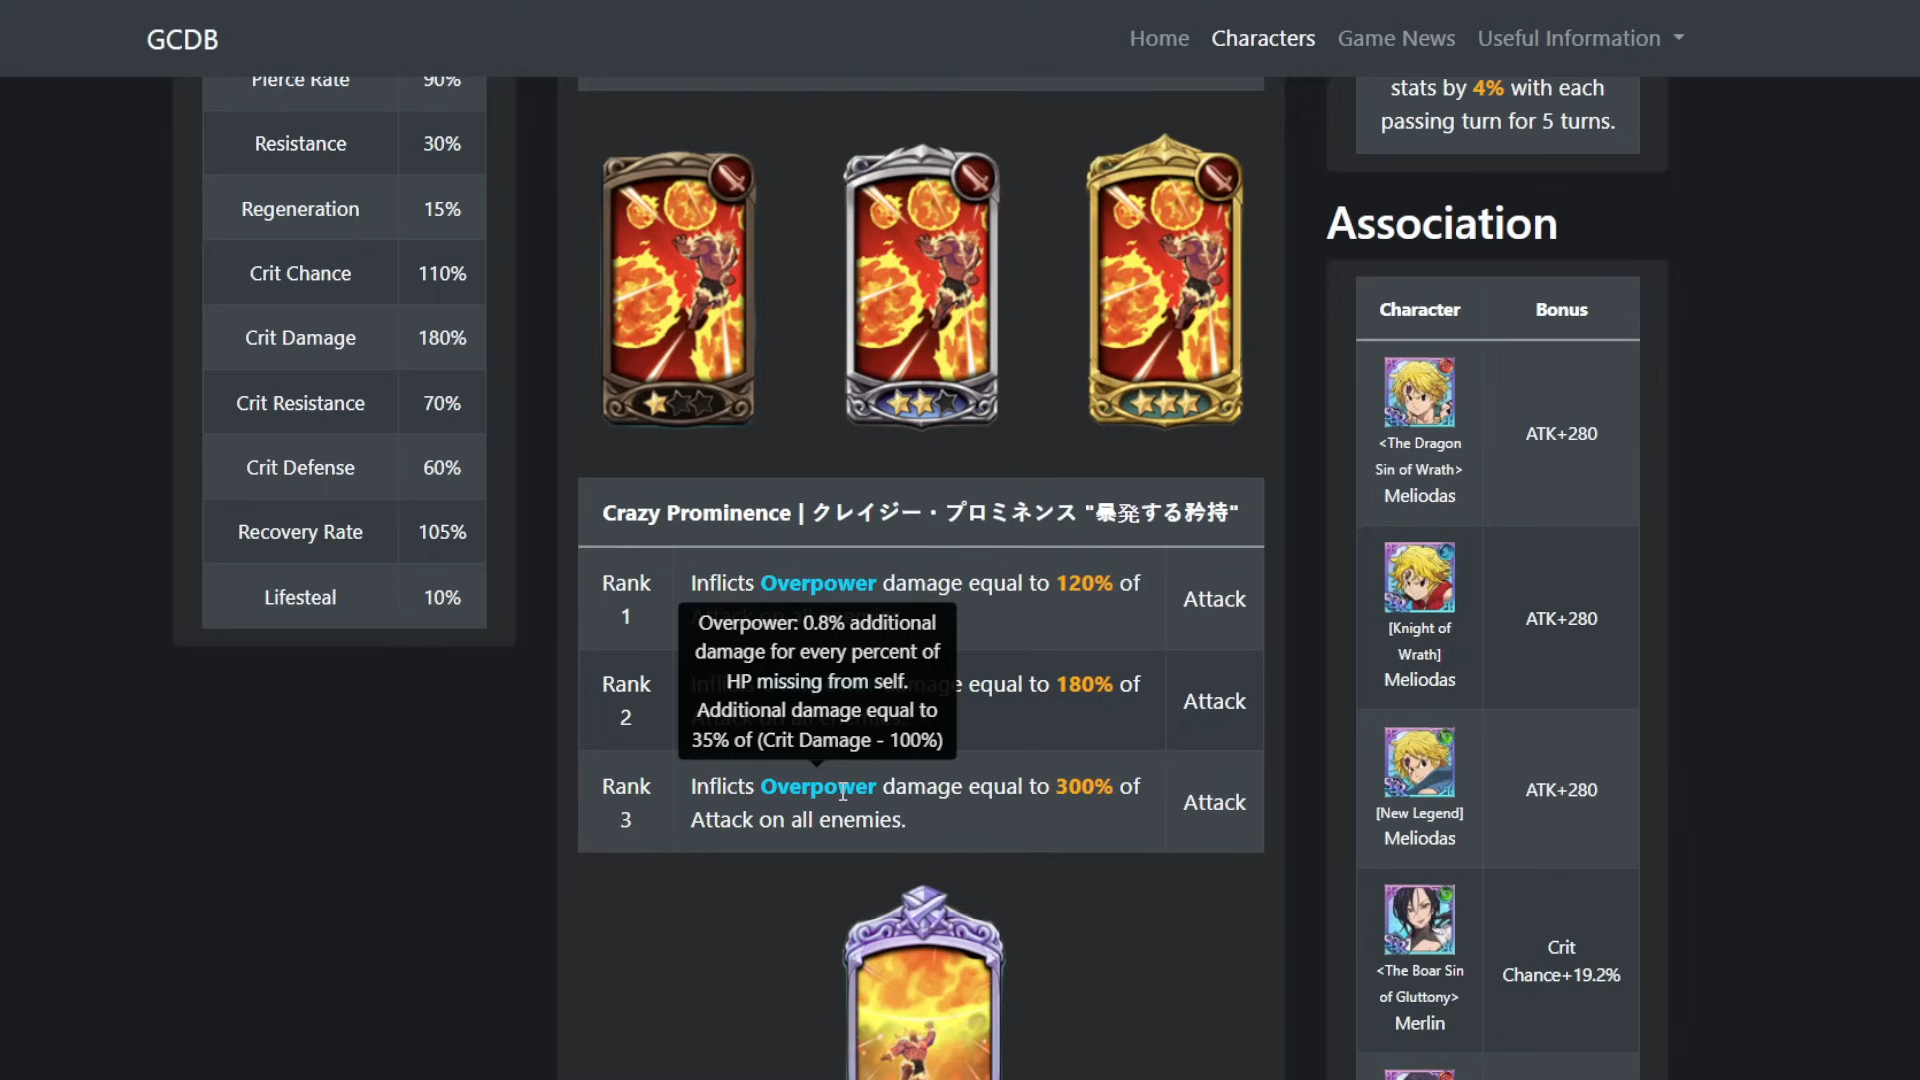 GCDB
Home
Characters
Game News
Useful Information
Pierce Rate 90%
Resistance 30%
Regeneration 15%
Crit Chance 110%
Crit Damage 180%
Crit Resistance 70%
Crit Defense 60%
Recovery Rate 105%
Lifesteal 10%
Crazy Prominence | クレイジー・プロミネンス "暴発する矜持"
Rank
1
Inflicts Overpower damage equal to 120% of
Attack
Overpower: 0.8% additional
damage for every percent of
HP missing from self.
Additional damage equal to
35% of (Crit Damage - 100%)
Rank
2
e equal to 180% of
Attack
Rank
3
Inflicts Overpower damage equal to 300% of
Attack on all enemies.
Attack
stats by 4% with each
passing turn for 5 turns.
Association
Character Bonus
<The Dragon
Sin of Wrath>
Meliodas
ATK+280
[Knight of
Wrath]
Meliodas
ATK+280
[New Legend]
Meliodas
ATK+280
<The Boar Sin
of Gluttony>
Merlin
Crit
Chance+19.2%